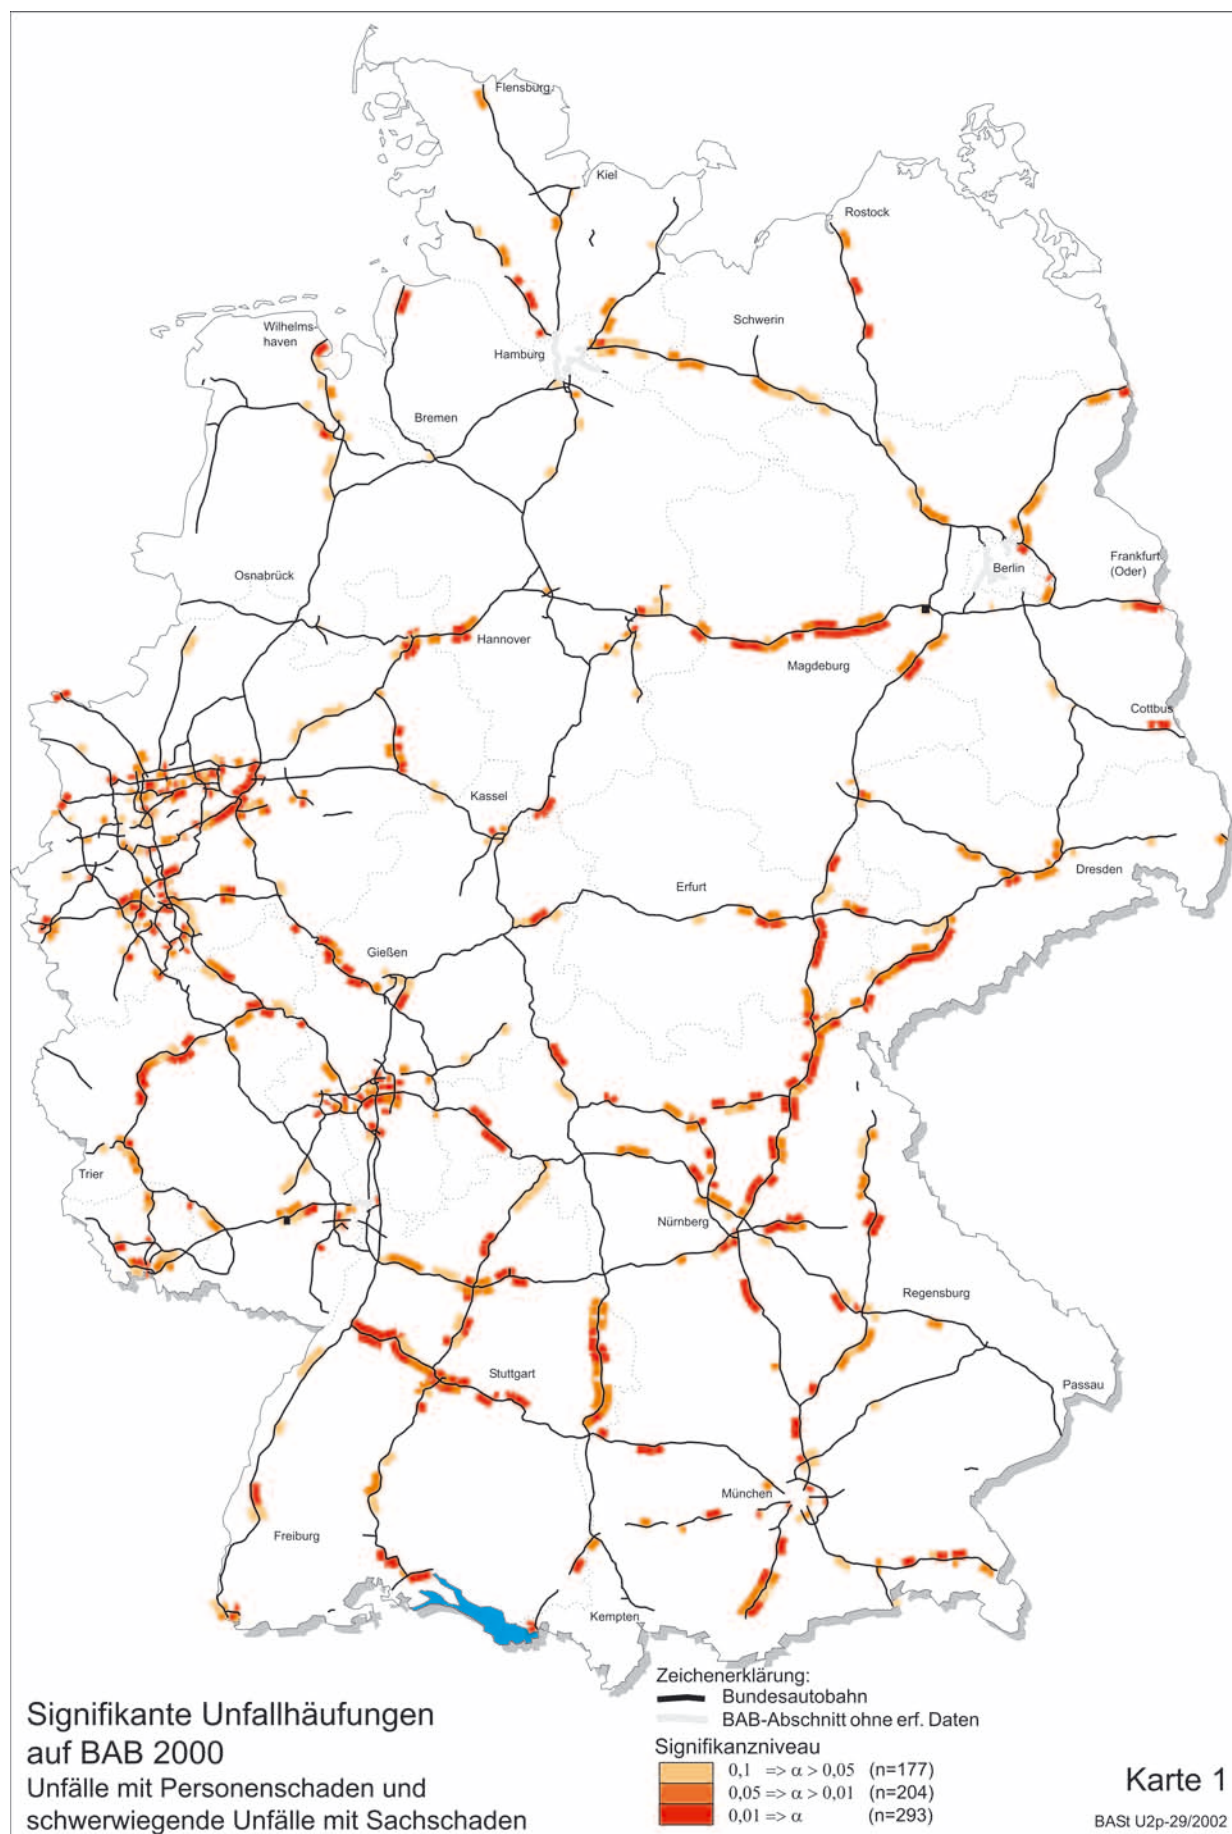 Flensburg
Kiel
Rostock
Wilhelms-
haven
Schwerin
Hamburg
Bremen
Frankfurt
(Oder)
Berlin
Osnabrück
Hannover
Magdeburg
Cottbus
Kassel
Dresden
Erfurt
Gießen
Trier
Nürnberg
Regensburg
Stuttgart
Passau
München
Freiburg
Kempten
Zeichenerklärung:
Bundesautobahn
BAB-Abschnitt ohne erf. Daten
Signifikanzniveau
0,1 => α > 0,05 (n=177)
0,05 => α > 0,01 (n=204)
0,01 => α (n=293)
Signifikante Unfallhäufungen
auf BAB 2000
Unfälle mit Personenschaden und
schwerwiegende Unfälle mit Sachschaden
Karte 1
BASt U2p-29/2002